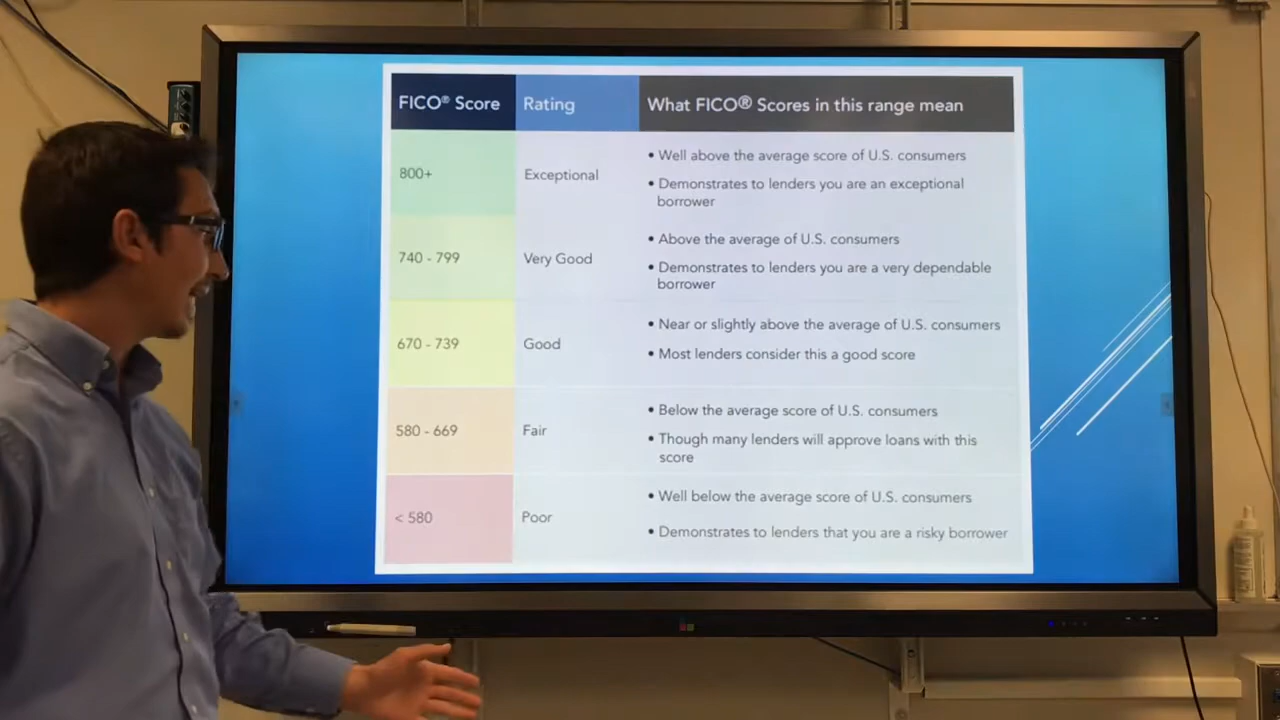 FICO® Score Rating What FICO® Scores in this range mean
800+ Exceptional
• Well above the average score of U.S. consumers
• Demonstrates to lenders you are an exceptional
borrower
740 - 799 Very Good
• Above the average of U.S. consumers
• Demonstrates to lenders you are a very dependable
borrower
670 - 739 Good
• Near or slightly above the average of U.S. consumers
• Most lenders consider this a good score
580 - 669 Fair
• Below the average score of U.S. consumers
• Though many lenders will approve loans with this
score
< 580 Poor
• Well below the average score of U.S. consumers
• Demonstrates to lenders that you are a risky borrower